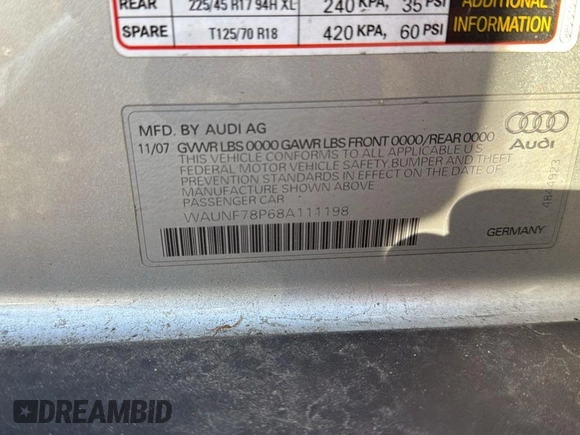 REAR 225/45 R17 94H XL 240 KPA, 35 PSI
SPARE T125/70 R18 420 KPA, 60 PSI
ADDITIONAL
INFORMATION
MFD. BY AUDI AG
11/07 GVWR LBS 0000 GAWR LBS FRONT 0000/REAR 0000
THIS VEHICLE CONFORMS TO ALL APPLICABLE U.S.
FEDERAL MOTOR VEHICLE SAFETY,BUMPER AND THEFT
PREVENTION STANDARDS IN EFFECT ON THE DATE OF
MANUFACTURE SHOWN ABOVE
PASSENGER CAR
WAUNF78P68A111198
Audi
GERMANY
DREAMBID